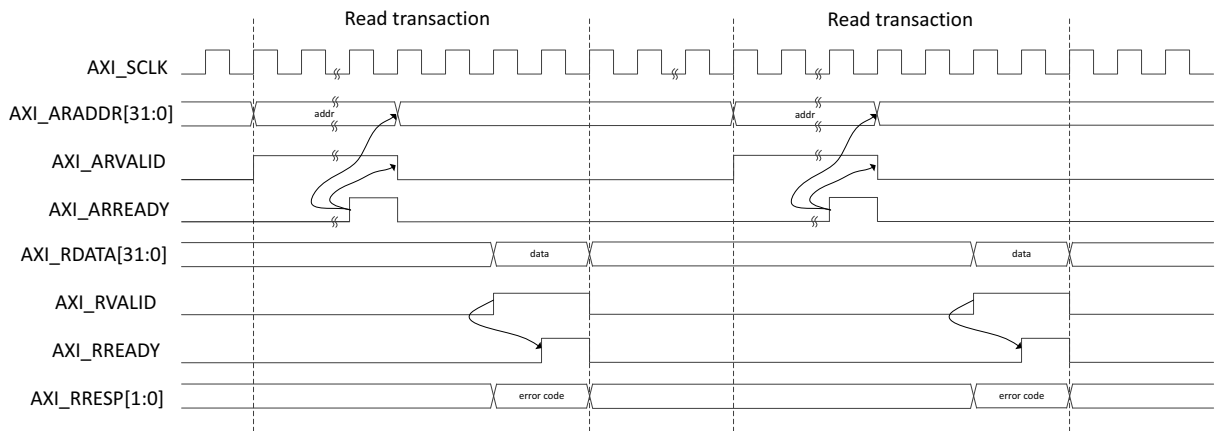 Read transaction Read transaction
AXI_SCLK
AXI_ARADDR[31:0] addr addr
AXI_ARVALID
AXI_ARREADY
AXI_RDATA[31:0] data data
AXI_RVALID
AXI_RREADY
AXI_RRESP[1:0] error code error code